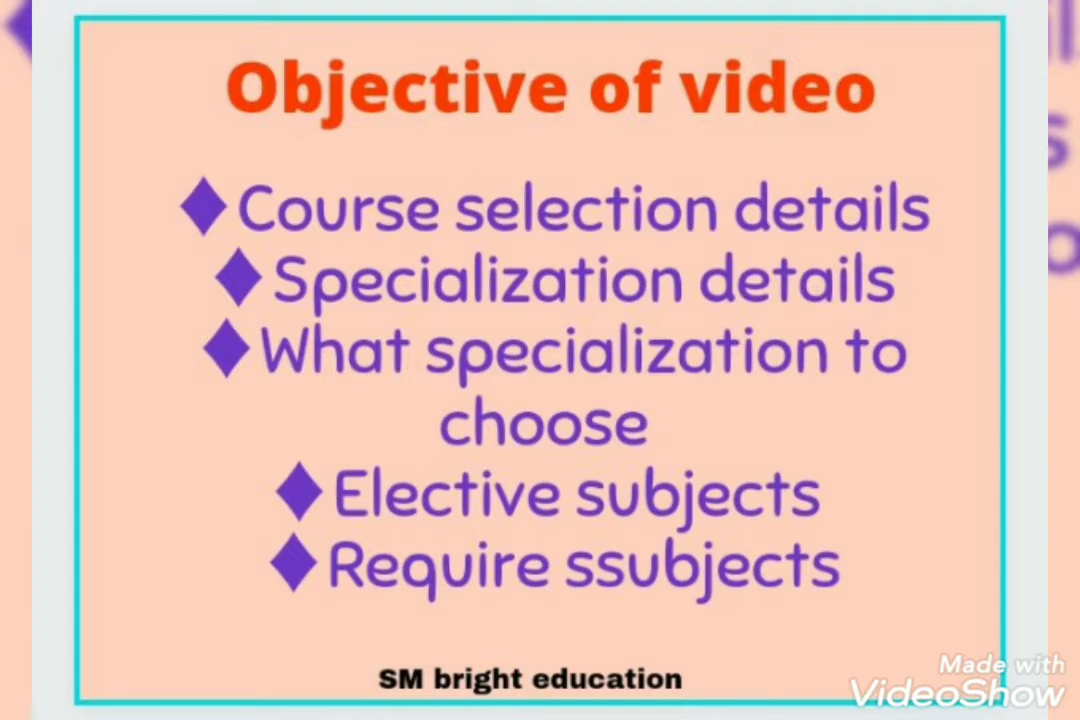 Objective of video
♦Course selection details
♦Specialization details
♦What specialization to
choose
♦Elective subjects
♦Require ssubjects
SM bright education
Made with
VideoShow